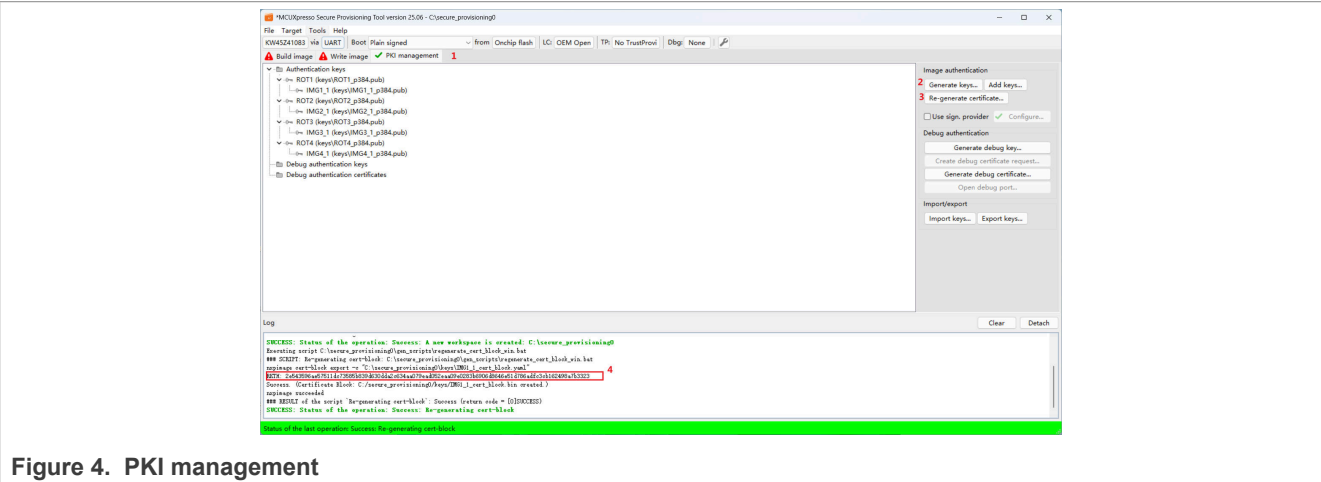 *MCUXpresso Secure Provisioning Tool version 25.06 - C:\secure_provisioning0
File Target Tools Help
KW45Z41083 via UART Boot Plain signed from Onchip flash LC: OEM Open TP: No TrustProvi Dbg: None
Build image Write image PKI management 1
Authentication keys
ROT1 (keys\ROT1_p384.pub)
IMG1_1 (keys\IMG1_1_p384.pub)
ROT2 (keys\ROT2_p384.pub)
IMG2_1 (keys\IMG2_1_p384.pub)
ROT3 (keys\ROT3_p384.pub)
IMG3_1 (keys\IMG3_1_p384.pub)
ROT4 (keys\ROT4_p384.pub)
IMG4_1 (keys\IMG4_1_p384.pub)
Debug authentication keys
Debug authentication certificates
Image authentication
2 Generate keys... Add keys...
3 Re-generate certificate...
Use sign. provider Configure...
Debug authentication
Generate debug key...
Create debug certificate request...
Generate debug certificate...
Open debug port...
Import/export
Import keys... Export keys...
Log
Clear Detach
SUCCESS: Status of the operation: Success: A new workspace is created: C:\secure_provisioning0
Executing script C:\secure_provisioning0\gen_scripts\regenerate_cert_block_win.bat
### SCRIPT: Re-generating cert-block: C:\secure_provisioning0\gen_scripts\regenerate_cert_block_win.bat
nxpimage cert-block export -c "C:\secure_provisioning0\keys\IMG1_1_cert_block.yaml"
RKTH: 4
Success. (Certificate Block: C:/secure_provisioning0/keys/IMG1_1_cert_block.bin created.)
nxpimage succeeded
### RESULT of the script `Re-generating cert-block`: Success (return code = [0]SUCCESS)
SUCCESS: Status of the operation: Success: Re-generating cert-block
Status of the last operation: Success: Re-generating cert-block
Figure 4. PKI management